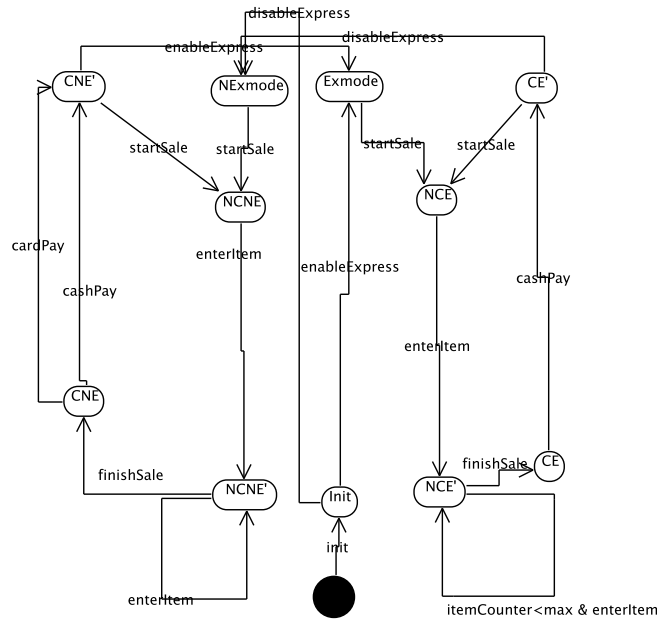 disableExpress
enableExpress
disableExpress
CNE'
NExmode
Exmode
CE'
startSale
startSale
startSale
startSale
NCNE
NCE
cardPay
enterItem
enableExpress
cashPay
cashPay
enterItem
CNE
finishSale
finishSale
CE
NCNE'
Init
NCE'
init
enterItem
itemCounter<max & enterItem